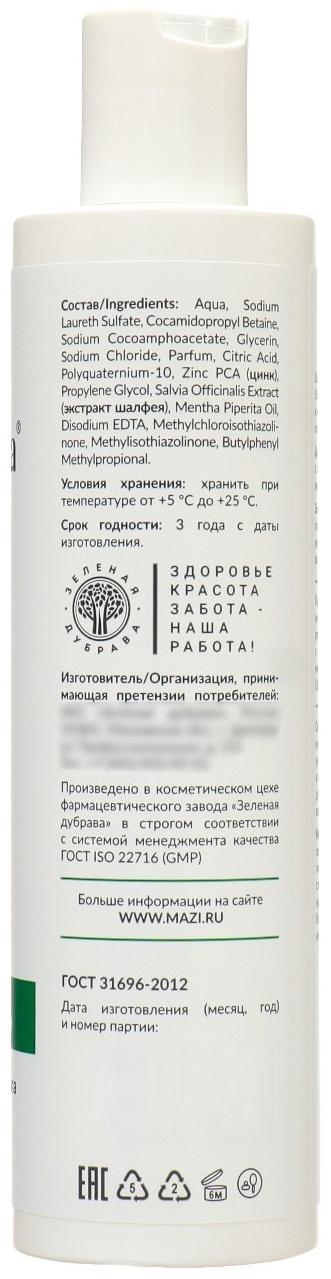 Состав/Ingredients: Aqua, Sodium
Laureth Sulfate, Cocamidopropyl Betaine,
Sodium Cocoamphoacetate, Glycerin,
Sodium Chloride, Parfum, Citric Acid,
Polyquaternium-10, Zinc PCA (цинк),
Propylene Glycol, Salvia Officinalis Extract
(экстракт шалфея), Mentha Piperita Oil,
Disodium EDTA, Methylchloroisothiazoli-
none, Methylisothiazolinone, Butylphenyl
Methylpropional.
Условия хранения: хранить при
температуре от +5 °C до +25 °C.
Срок годности: 3 года с даты
изготовления.
ЗЕЛЕНАЯ
ДУБРАВА
ЗДОРОВЬЕ
КРАСОТА
ЗАБОТА -
НАША
РАБОТА!
Изготовитель/Организация, прини-
мающая претензии потребителей:
Произведено в косметическом цехе
фармацевтического завода «Зеленая
дубрава» в строгом соответствии
с системой менеджмента качества
ГОСТ ISO 22716 (GMP)
Больше информации на сайте
WWW.MAZI.RU
ГОСТ 31696-2012
Дата изготовления (месяц, год)
и номер партии:
EAC 5 2 6M